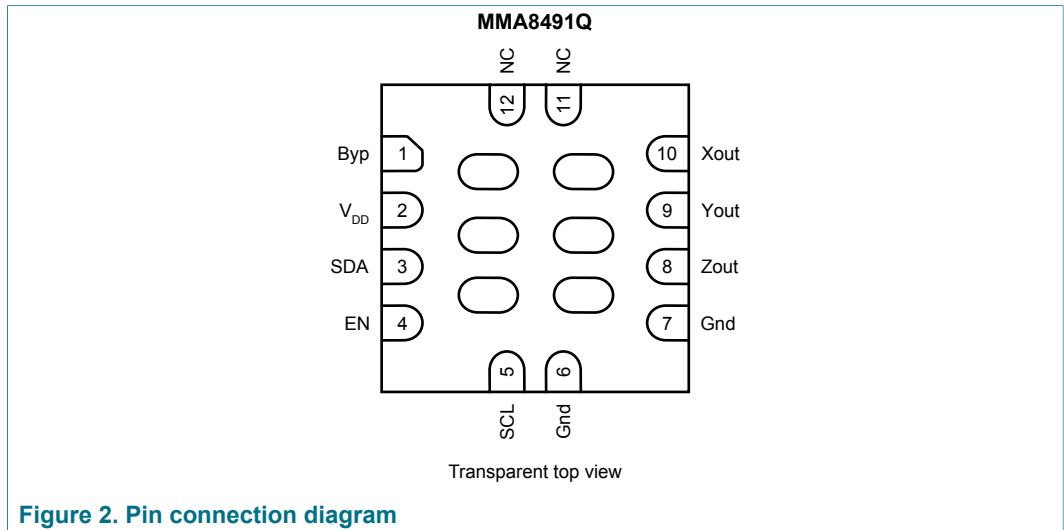 MMA8491Q
NC NC
12 11
Byp 1 10 Xout
VDD 2 9 Yout
SDA 3 8 Zout
EN 4 7 Gnd
5 6
SCL Gnd
Transparent top view
Figure 2. Pin connection diagram